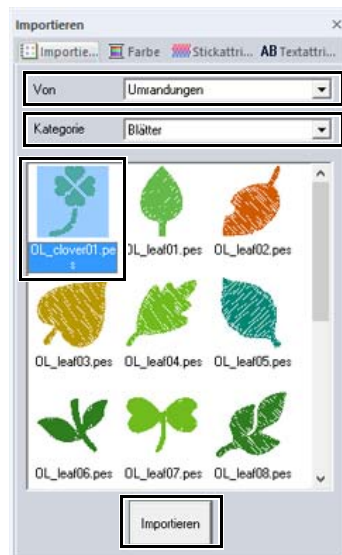 Importieren
Importie... Farbe Stickattri... AB Textattri...
Von Umrandungen
Kategorie Blätter
OL_clover01.pe
s
OL_leaf01.pes OL_leaf02.pes
OL_leaf03.pes OL_leaf04.pes OL_leaf05.pes
OL_leaf06.pes OL_leaf07.pes OL_leaf08.pes
Importieren